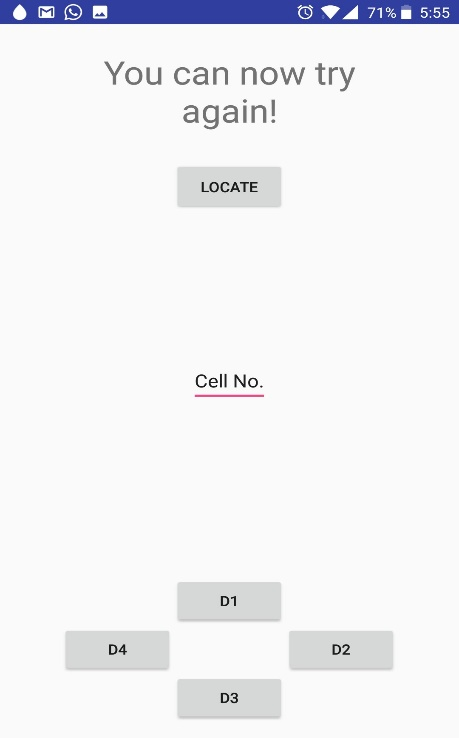 71% 5:55
You can now try
again!
LOCATE
Cell No.
D1
D4 D2
D3